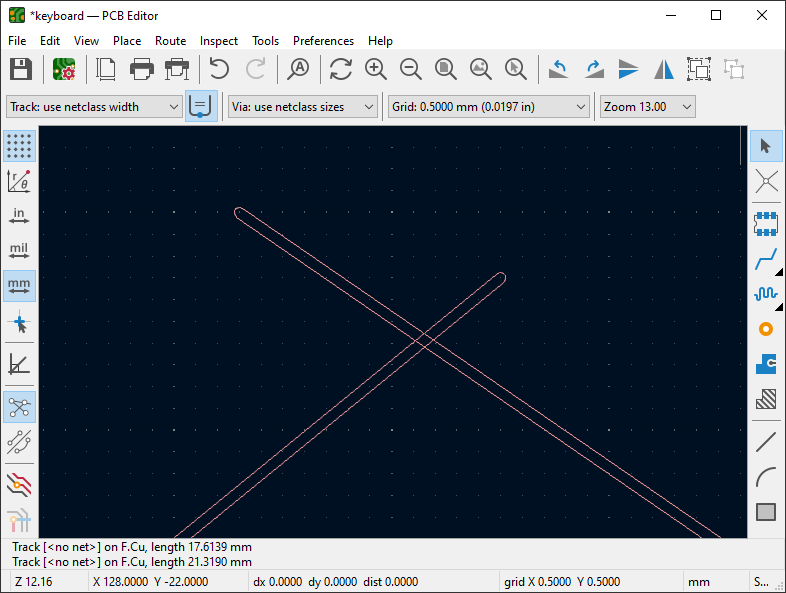 *keyboard — PCB Editor
File Edit View Place Route Inspect Tools Preferences Help
Track: use netclass width
Via: use netclass sizes
Grid: 0.5000 mm (0.0197 in)
Zoom 13.00
r
θ
in
mil
mm
Track [<no net>] on F.Cu, length 17.6139 mm
Track [<no net>] on F.Cu, length 21.3190 mm
Z 12.16 X 128.0000 Y -22.0000 dx 0.0000 dy 0.0000 dist 0.0000 grid X 0.5000 Y 0.5000 mm S...